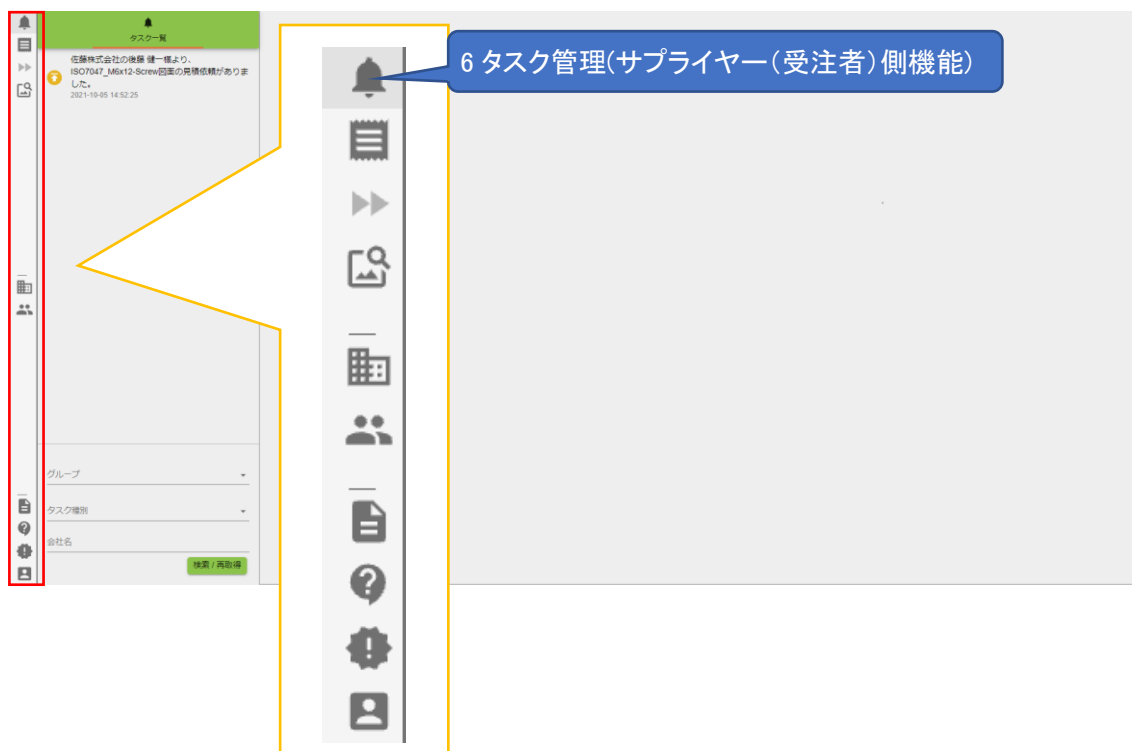 タスク一覧
佐藤株式会社の後藤 健一様より、
ISO7047_M6x12-Screw図面の見積依頼がありま
した。
2021-10-05 14:52:25
6 タスク管理(サプライヤー（受注者）側機能)
グループ
タスク種別
会社名
検索 / 再取得